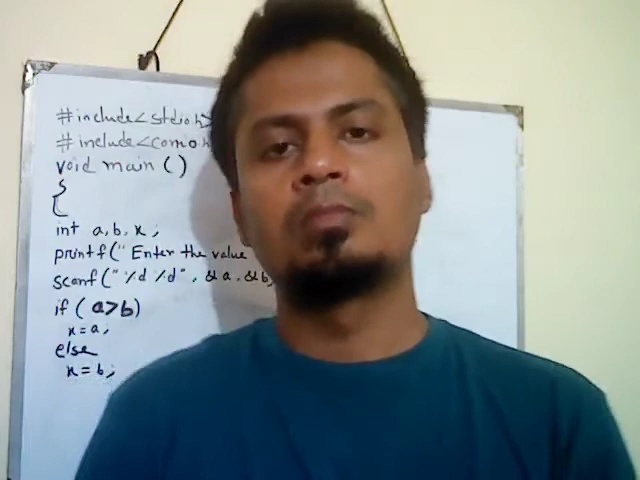 #include<stdio.h>
#include<conio.h
void main ()
{
int a,b,x;
printf(" Enter the value
scanf(" %d %d" , &a , &b,
if ( a>b)
x=a;
else
x=b;